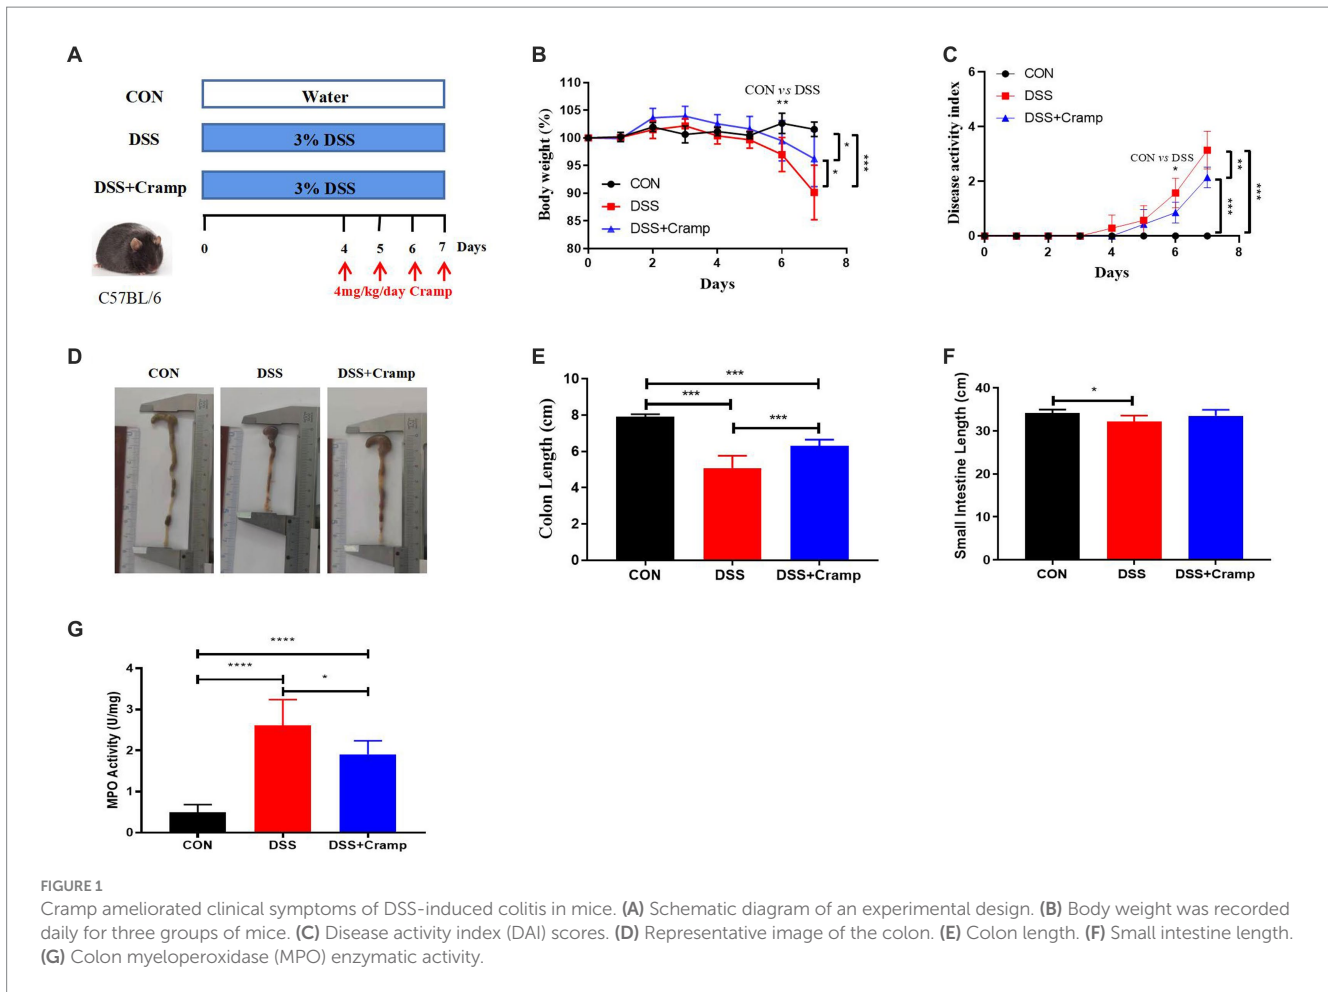 A
CON
Water
DSS
3% DSS
DSS+Cramp
3% DSS
0
4
5
6
7
Days
4mg/kg/day Cramp
C57BL/6
B
Body weight (%)
110
105
100
95
90
85
80
CON vs DSS
**
*
*
***
CON
DSS
DSS+Cramp
0
2
4
6
8
Days
C
Disease activity index
6
4
2
0
CON
DSS
DSS+Cramp
CON vs DSS
*
**
***
***
0
2
4
6
8
Days
D
CON
DSS
DSS+Cramp
E
Colon Length (cm)
10
8
6
4
2
0
***
***
***
CON
DSS
DSS+Cramp
F
Small Intestine Length (cm)
40
30
20
10
0
*
CON
DSS
DSS+Cramp
G
MPO Activity (U/mg)
4
3
2
1
0
****
****
*
CON
DSS
DSS+Cramp
FIGURE 1
Cramp ameliorated clinical symptoms of DSS-induced colitis in mice. (A) Schematic diagram of an experimental design. (B) Body weight was recorded
daily for three groups of mice. (C) Disease activity index (DAI) scores. (D) Representative image of the colon. (E) Colon length. (F) Small intestine length.
(G) Colon myeloperoxidase (MPO) enzymatic activity.